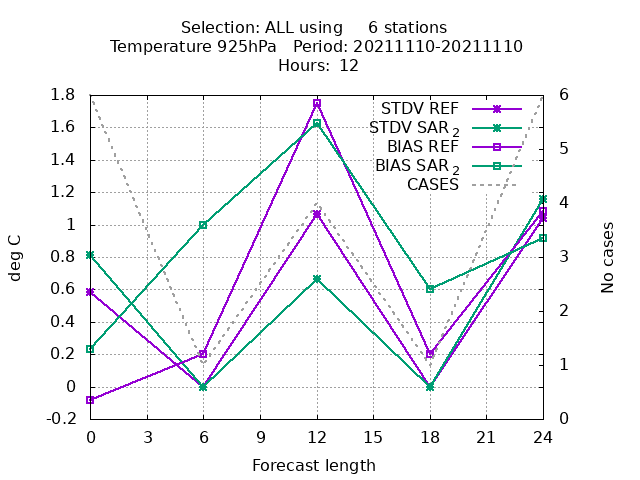 Selection: ALL using     6 stations
Temperature 925hPa   Period: 20211110-20211110
Hours:  12
1.8
1.6
1.4
1.2
1
0.8
0.6
0.4
0.2
0
-0.2
deg C
STDV REF
STDV SAR2
BIAS REF
BIAS SAR2
CASES
6
5
4
3
2
1
0
No cases
0 3 6 9 12 15 18 21 24
Forecast length